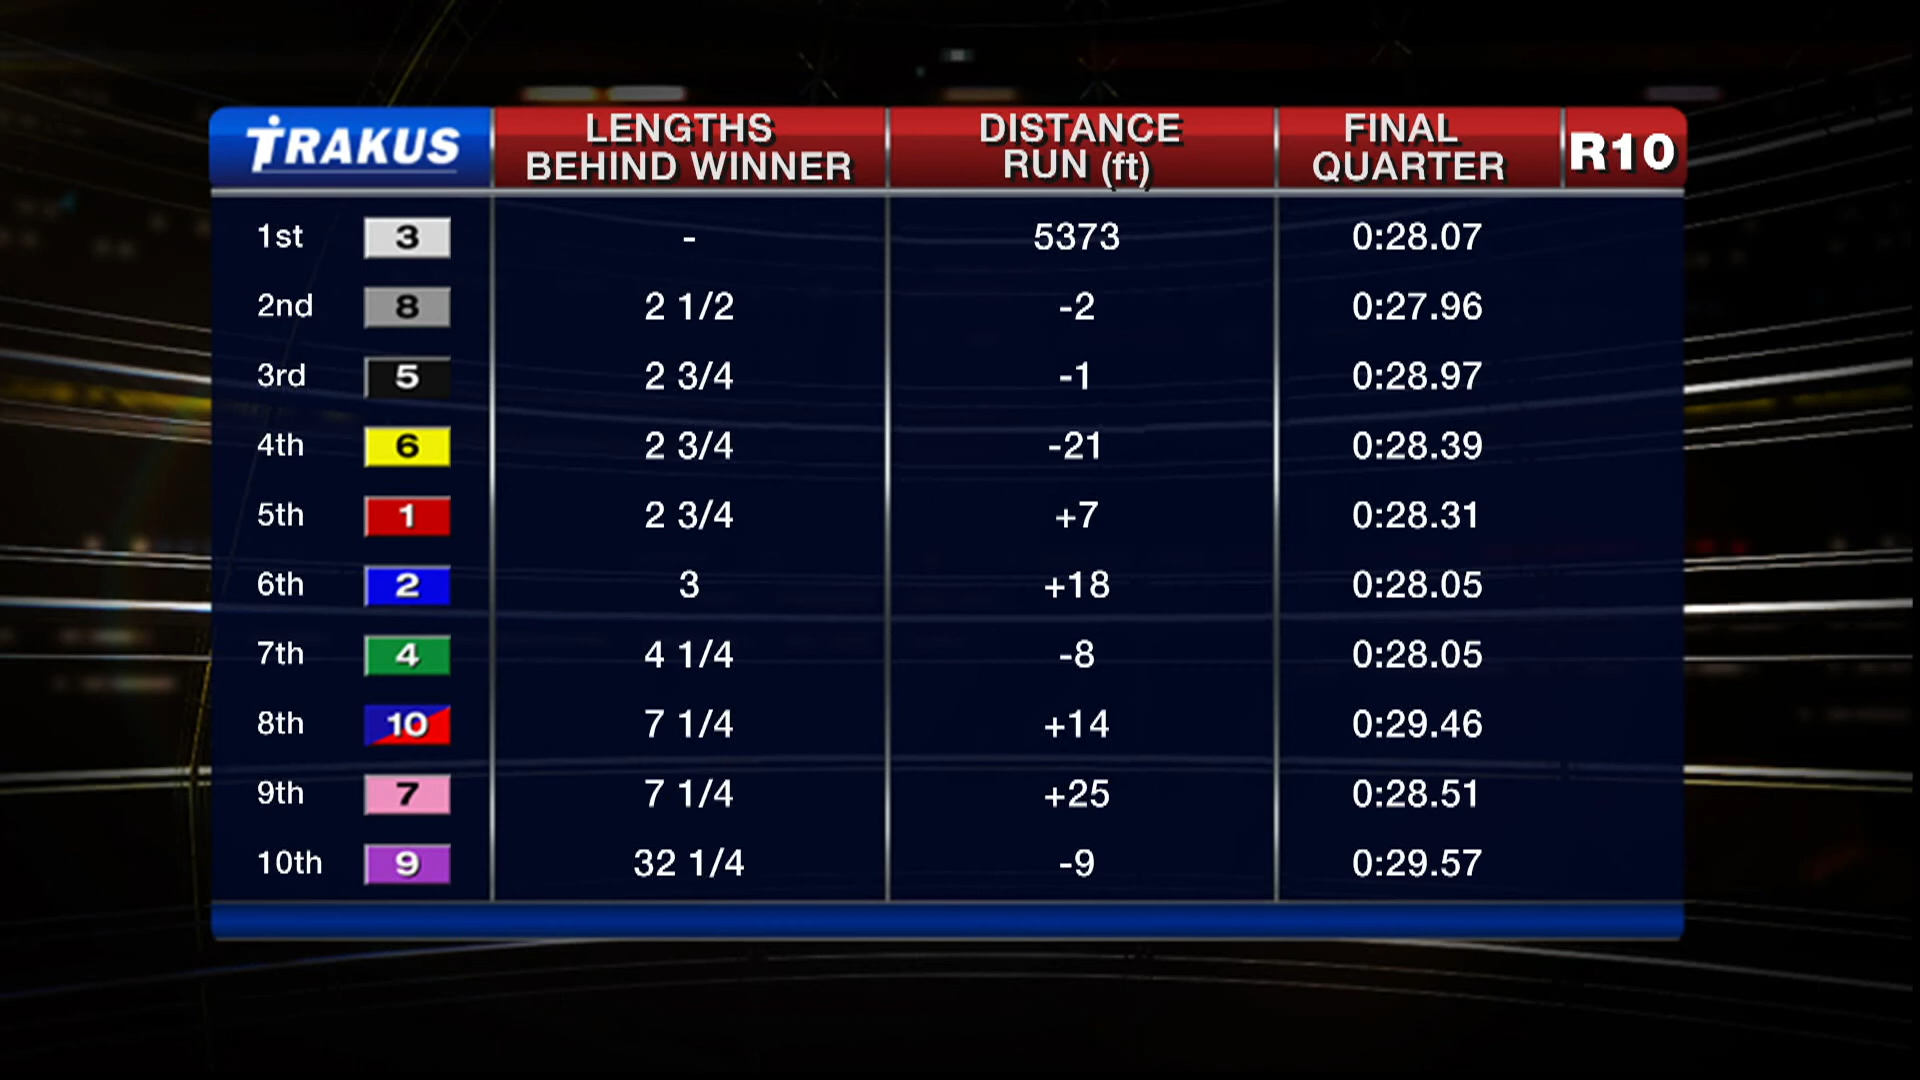 TRAKUS LENGTHS BEHIND WINNER DISTANCE RUN (ft) FINAL QUARTER R10
1st 3 - 5373 0:28.07
2nd 8 2 1/2 -2 0:27.96
3rd 5 2 3/4 -1 0:28.97
4th 6 2 3/4 -21 0:28.39
5th 1 2 3/4 +7 0:28.31
6th 2 3 +18 0:28.05
7th 4 4 1/4 -8 0:28.05
8th 10 7 1/4 +14 0:29.46
9th 7 7 1/4 +25 0:28.51
10th 9 32 1/4 -9 0:29.57